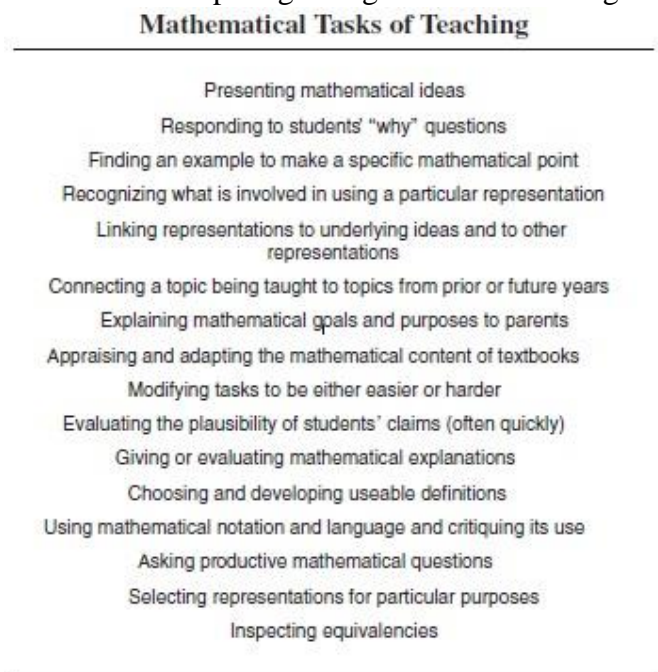 Mathematical Tasks of Teaching
Presenting mathematical ideas
Responding to students' “why” questions
Finding an example to make a specific mathematical point
Recognizing what is involved in using a particular representation
Linking representations to underlying ideas and to other
representations
Connecting a topic being taught to topics from prior or future years
Explaining mathematical goals and purposes to parents
Appraising and adapting the mathematical content of textbooks
Modifying tasks to be either easier or harder
Evaluating the plausibility of students’ claims (often quickly)
Giving or evaluating mathematical explanations
Choosing and developing useable definitions
Using mathematical notation and language and critiquing its use
Asking productive mathematical questions
Selecting representations for particular purposes
Inspecting equivalencies